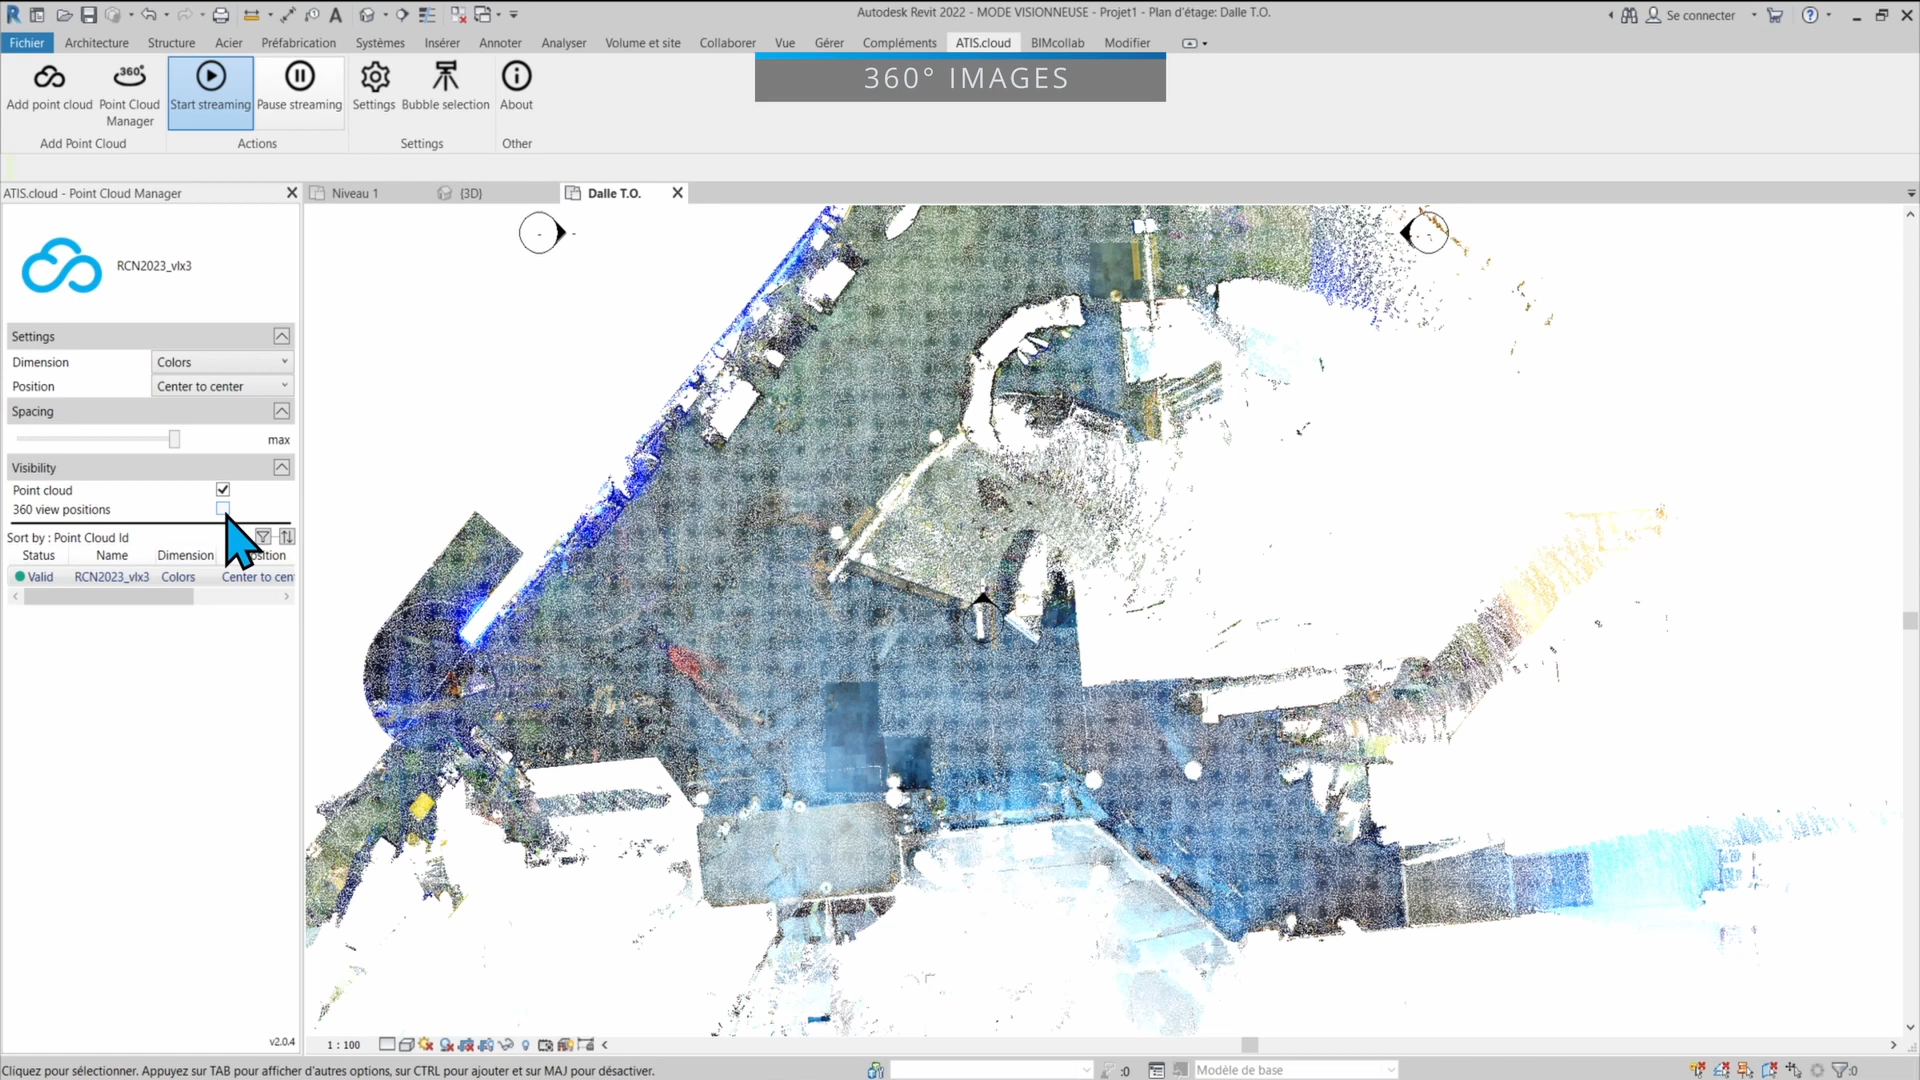 Autodesk Revit 2022 - MODE VISIONNEUSE - Projet1 - Plan d'étage: Dalle T.O.
Se connecter
Fichier Architecture Structure Acier Préfabrication Systèmes Insérer Annoter Analyser Volume et site Collaborer Vue Gérer Compléments ATIS.cloud BIMcollab Modifier
360° IMAGES
Add point cloud
Point Cloud Manager
Start streaming
Pause streaming
Settings
Bubble selection
About
Add Point Cloud
Actions
Settings
Other
ATIS.cloud - Point Cloud Manager
Niveau 1
{3D}
Dalle T.O.
RCN2023_vlx3
Settings
Dimension Colors
Position Center to center
Spacing
max
Visibility
Point cloud
360 view positions
Sort by : Point Cloud Id
Status Name Dimension
Valid RCN2023_vlx3 Colors Center to cen
v2.0.4
1 : 100
Cliquez pour sélectionner. Appuyez sur TAB pour afficher d'autres options, sur CTRL pour ajouter et sur MAJ pour désactiver.
:0
Modèle de base
:0